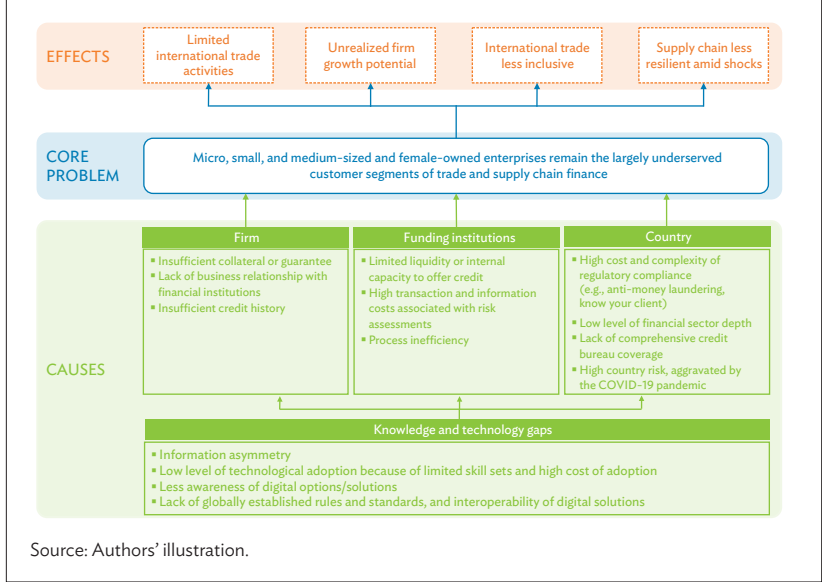 EFFECTS
Limited
international trade
activities
Unrealized firm
growth potential
International trade
less inclusive
Supply chain less
resilient amid shocks
CORE
PROBLEM
Micro, small, and medium-sized and female-owned enterprises remain the largely underserved
customer segments of trade and supply chain finance
CAUSES
Firm
▪ Insufficient collateral or guarantee
▪ Lack of business relationship with
financial institutions
▪ Insufficient credit history
Funding institutions
▪ Limited liquidity or internal
capacity to offer credit
▪ High transaction and information
costs associated with risk
assessments
▪ Process inefficiency
Country
▪ High cost and complexity of
regulatory compliance
(e.g., anti-money laundering,
know your client)
▪ Low level of financial sector depth
▪ Lack of comprehensive credit
bureau coverage
▪ High country risk, aggravated by
the COVID-19 pandemic
Knowledge and technology gaps
▪ Information asymmetry
▪ Low level of technological adoption because of limited skill sets and high cost of adoption
▪ Less awareness of digital options/solutions
▪ Lack of globally established rules and standards, and interoperability of digital solutions
Source: Authors' illustration.